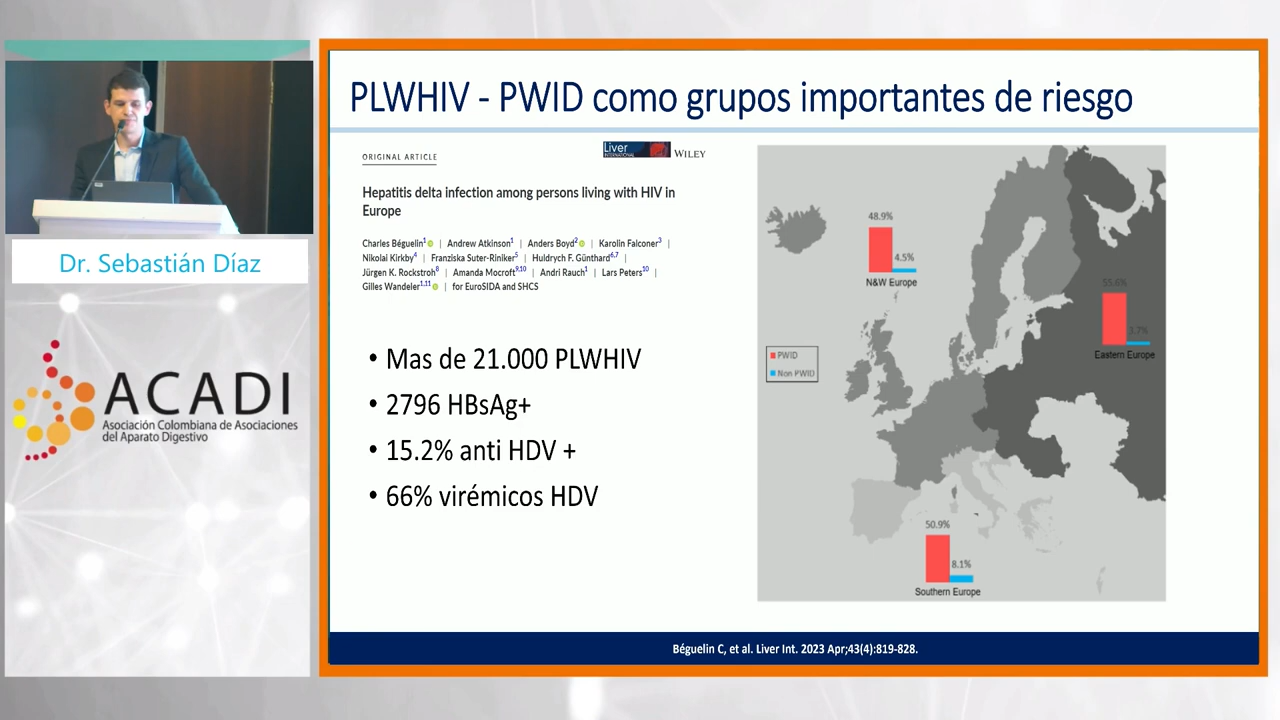 PLWHIV - PWID como grupos importantes de riesgo
ORIGINAL ARTICLE
Liver
INTERNATIONAL
WILEY
Hepatitis delta infection among persons living with HIV in
Europe
Charles Béguelin1 | Andrew Atkinson1 | Anders Boyd2 | Karolin Falconer3 |
Nikolai Kirkby4 | Franziska Suter-Riniker5 | Huldrych F. Günthard6,7 |
Jürgen K. Rockstroh8 | Amanda Mocroft9,10 | Andri Rauch1 | Lars Peters10 |
Gilles Wandeler1,11 | for EuroSIDA and SHCS
• Mas de 21.000 PLWHIV
• 2796 HBsAg+
• 15.2% anti HDV +
• 66% virémicos HDV
48.9%
4.5%
N&W Europe
55.6%
3.7%
Eastern Europe
PWID
Non PWID
50.9%
8.1%
Southern Europe
Béguelin C, et al. Liver Int. 2023 Apr;43(4):819-828.
Dr. Sebastián Díaz
ACADI
Asociación Colombiana de Asociaciones
del Aparato Digestivo